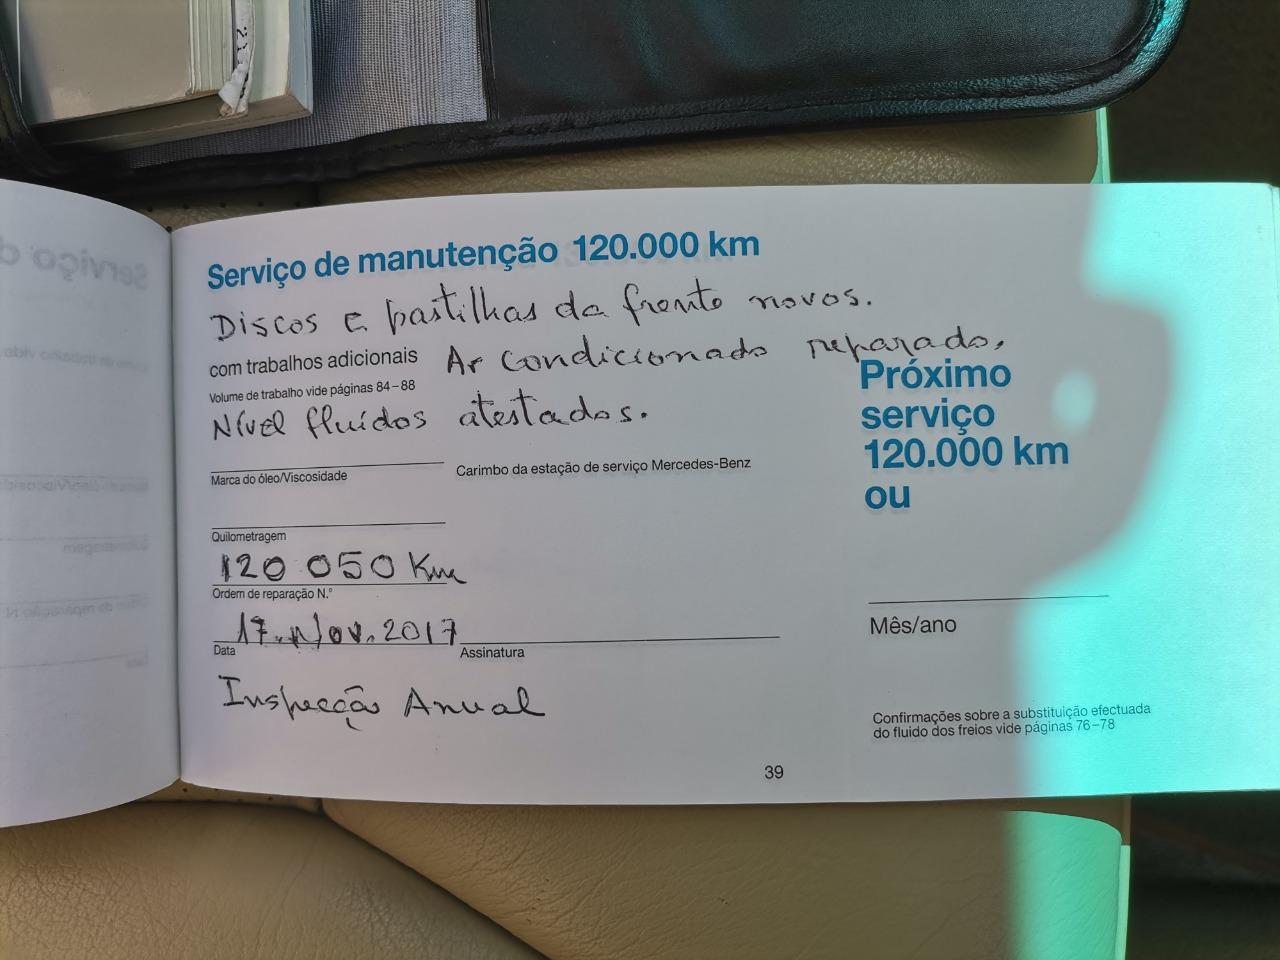 Serviço de manutenção 120.000 km
Discos e pastilhas da frente novos.
com trabalhos adicionais Ar condicionado reparado.
Volume de trabalho vide páginas 84–88
Nível fluídos atestados.
Marca do óleo/Viscosidade
Carimbo da estação de serviço Mercedes-Benz
Quilometragem
120 050 Km
Ordem de reparação N.º
17. Nov. 2017
Data
Assinatura
Inspecção Anual
39
Próximo
serviço
120.000 km
ou
Mês/ano
Confirmações sobre a substituição efectuada
do fluido dos freios vide páginas 76–78